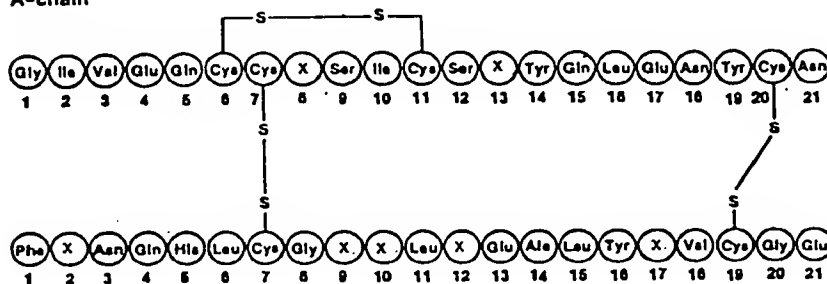 A-chain
S S
Gly Ile Val Glu Gln Cys Cys X Ser Ile Cys Ser X Tyr Gln Leu Glu Asn Tyr Cys Asn
1 2 3 4 5 6 7 8 9 10 11 12 13 14 15 16 17 18 19 20 21
S S
S S
Phe X Asn Gln His Leu Cys Gly X X Leu X Glu Ala Leu Tyr X Val Cys Gly Glu
1 2 3 4 5 6 7 8 9 10 11 12 13 14 15 16 17 18 19 20 21